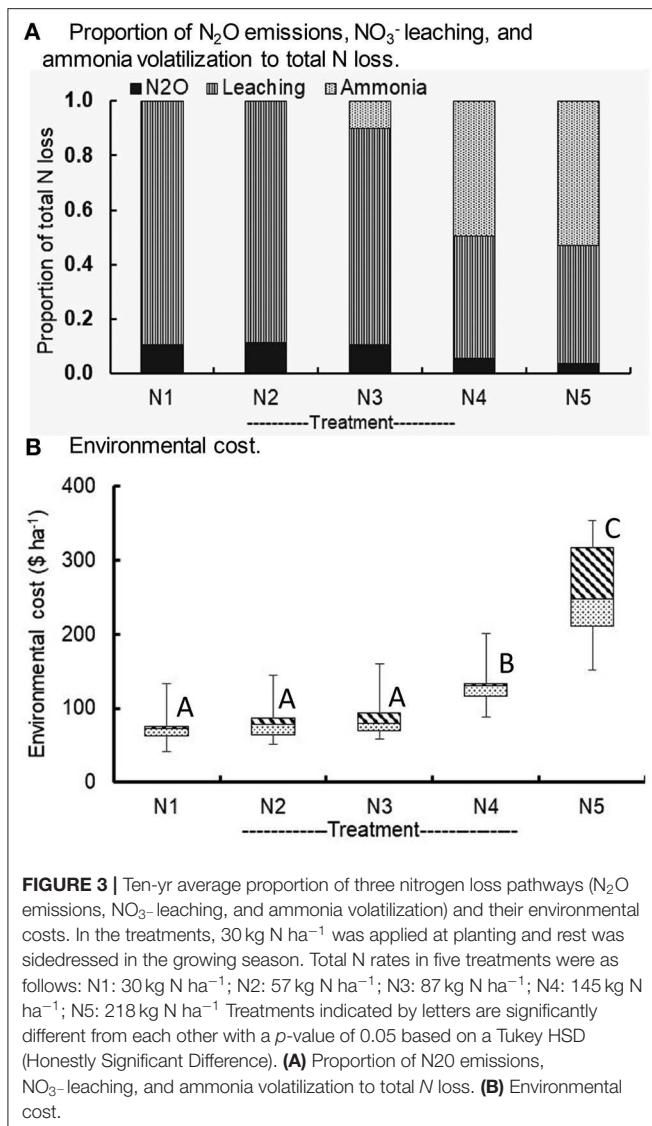 A Proportion of N₂O emissions, NO₃⁻ leaching, and
ammonia volatilization to total N loss.
N2O Leaching Ammonia
1.0
0.8
0.6
0.4
0.2
0.0
Proportion of total N loss
N1 N2 N3 N4 N5
----------Treatment----------
B Environmental cost.
400
300
200
100
0
Environmental cost ($ ha⁻¹)
A A A B C
N1 N2 N3 N4 N5
------------Treatment-------------
FIGURE 3 | Ten-yr average proportion of three nitrogen loss pathways (N₂O
emissions, NO₃₋ leaching, and ammonia volatilization) and their environmental
costs. In the treatments, 30 kg N ha⁻¹ was applied at planting and rest was
sidedressed in the growing season. Total N rates in five treatments were as
follows: N1: 30 kg N ha⁻¹; N2: 57 kg N ha⁻¹; N3: 87 kg N ha⁻¹; N4: 145 kg N
ha⁻¹; N5: 218 kg N ha⁻¹ Treatments indicated by letters are significantly
different from each other with a p-value of 0.05 based on a Tukey HSD
(Honestly Significant Difference). (A) Proportion of N20 emissions,
NO₃₋ leaching, and ammonia volatilization to total N loss. (B) Environmental
cost.